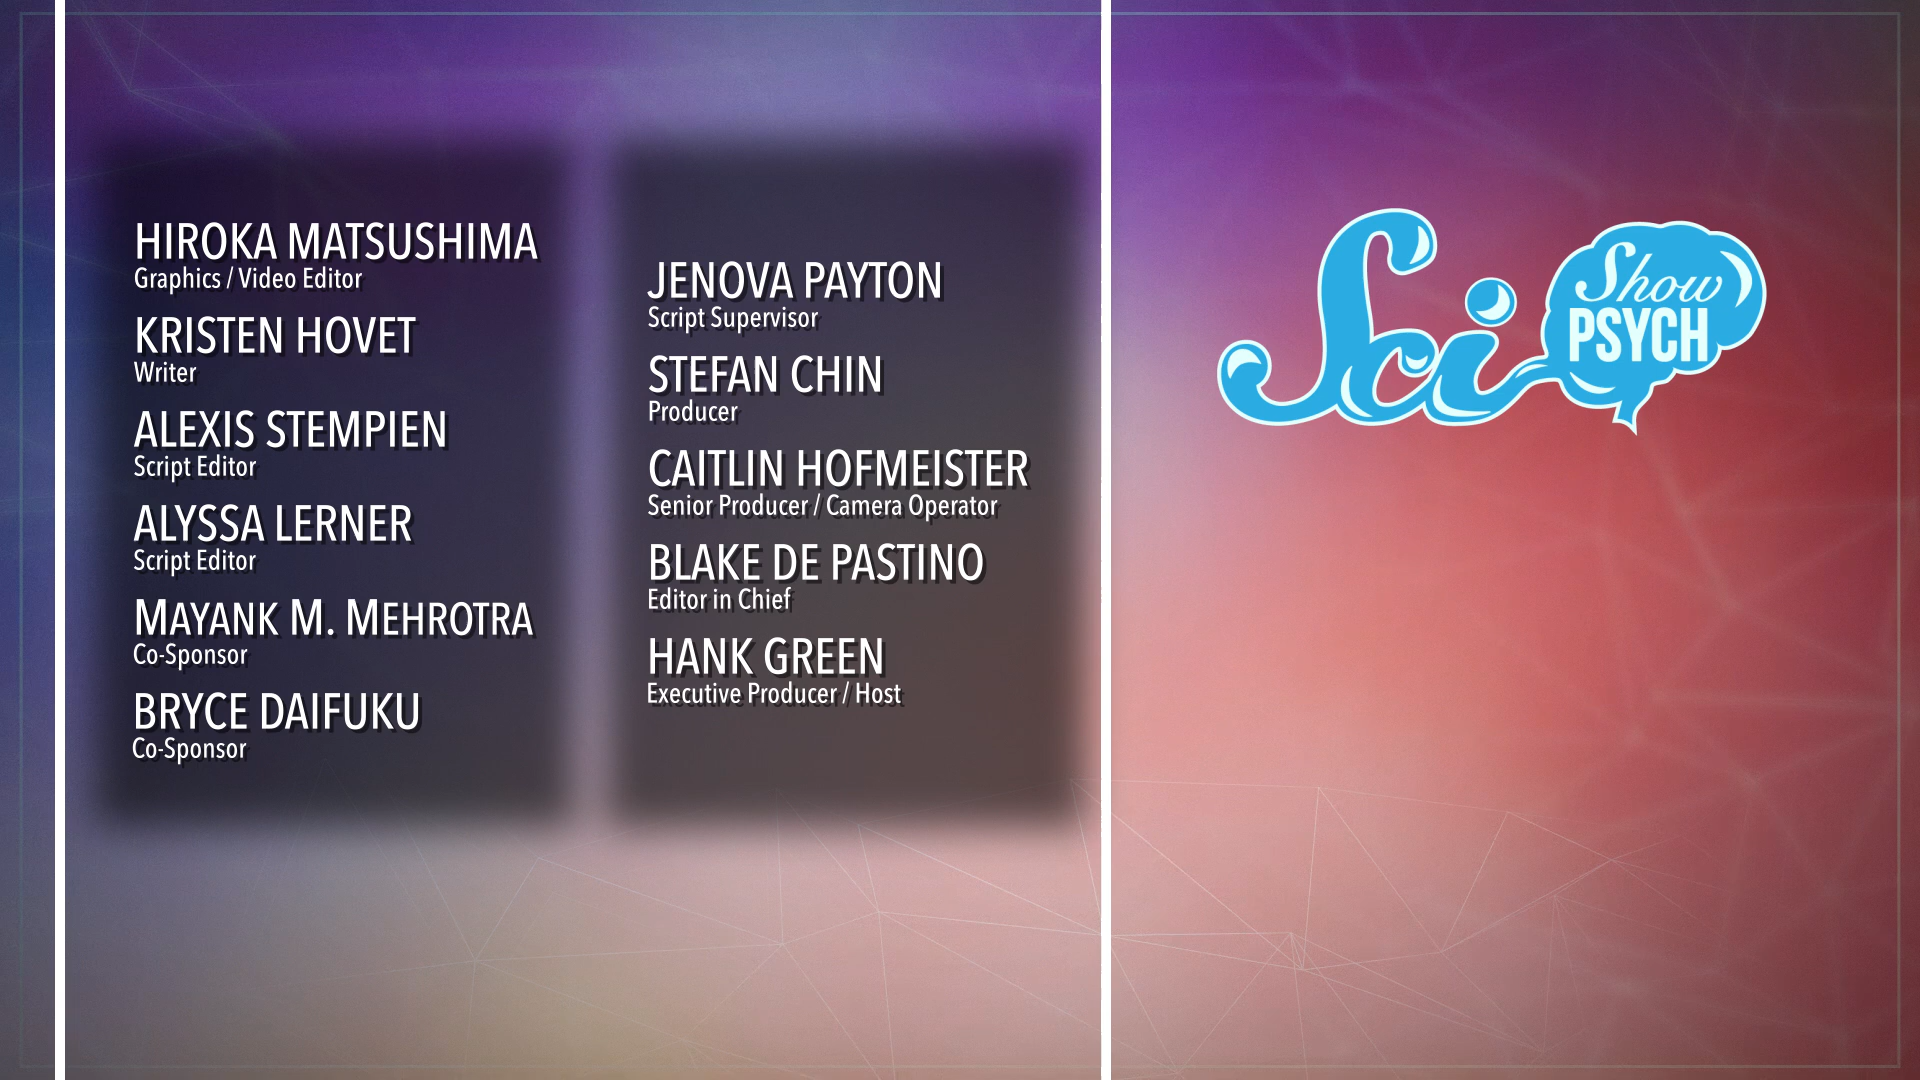 HIROKA MATSUSHIMA
Graphics / Video Editor
KRISTEN HOVET
Writer
ALEXIS STEMPIEN
Script Editor
ALYSSA LERNER
Script Editor
MAYANK M. MEHROTRA
Co-Sponsor
BRYCE DAIFUKU
Co-Sponsor
JENOVA PAYTON
Script Supervisor
STEFAN CHIN
Producer
CAITLIN HOFMEISTER
Senior Producer / Camera Operator
BLAKE DE PASTINO
Editor in Chief
HANK GREEN
Executive Producer / Host
Sci
Show
PSYCH